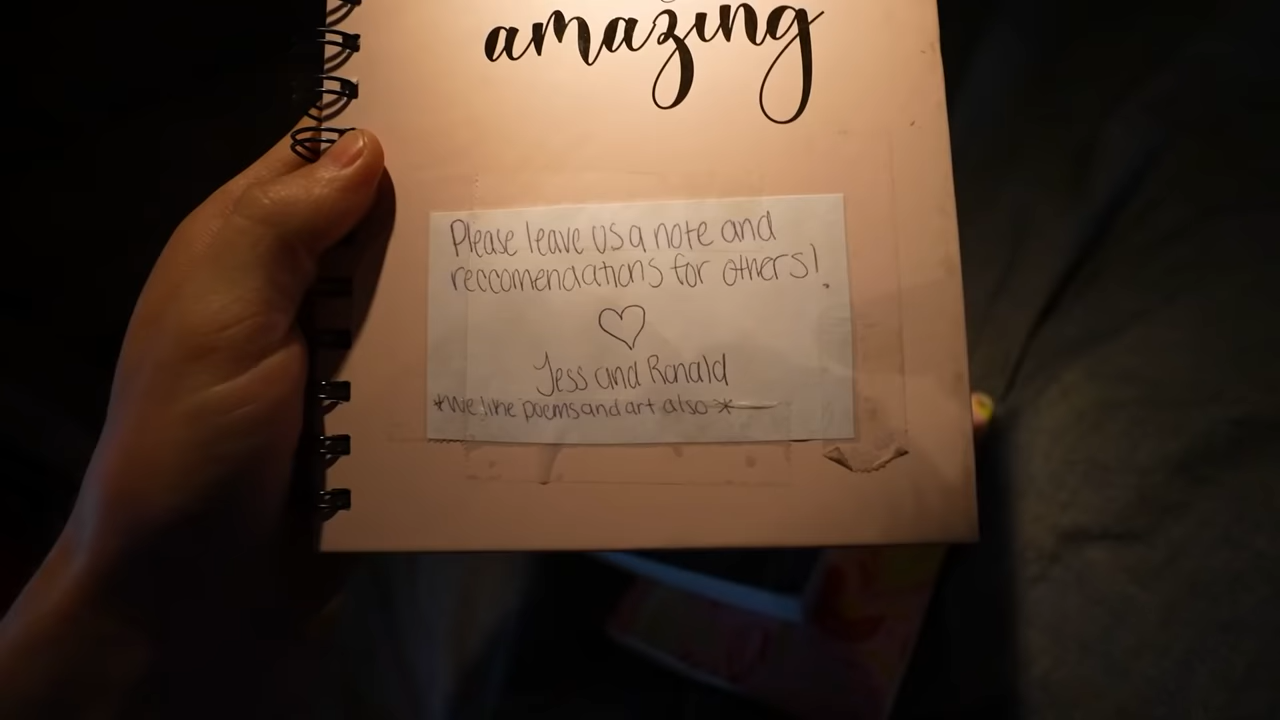 amazing
Please leave us a note and
reccomendations for others!
Jess and Ronald
*We like poems and art also*